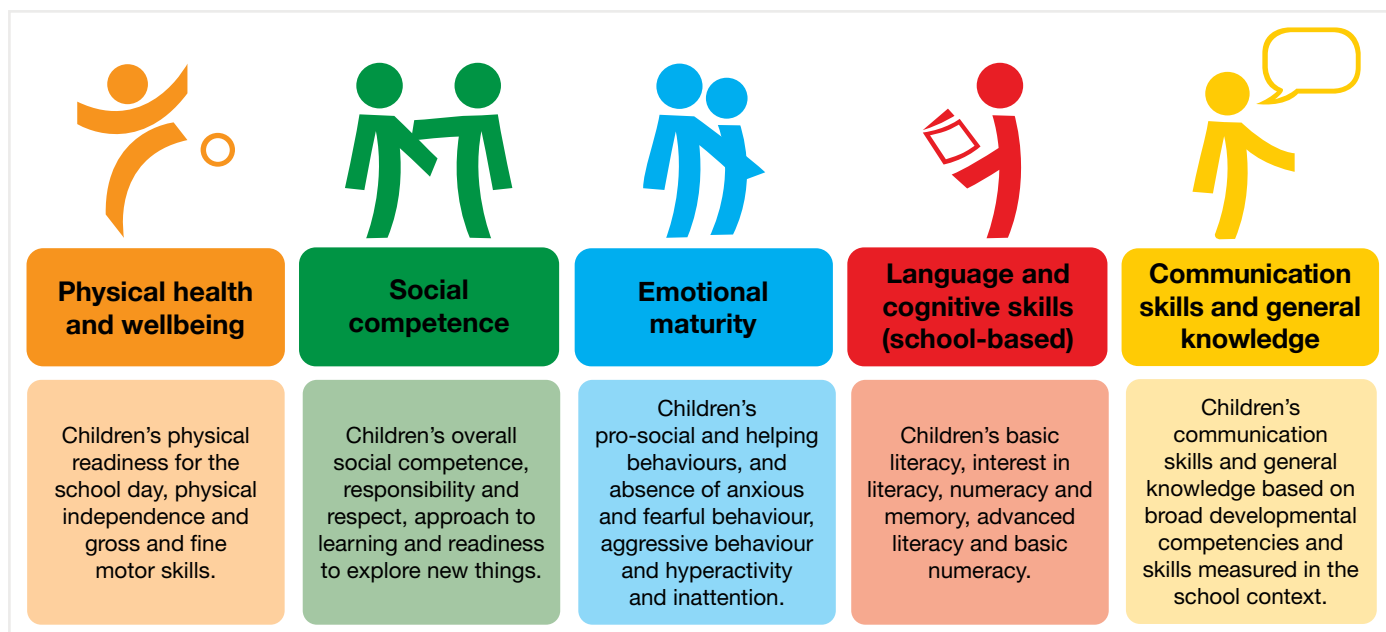 Physical health
and wellbeing
Social
competence
Emotional
maturity
Language and
cognitive skills
(school-based)
Communication
skills and general
knowledge
Children’s physical
readiness for the
school day, physical
independence and
gross and fine
motor skills.
Children’s overall
social competence,
responsibility and
respect, approach to
learning and readiness
to explore new things.
Children’s
pro-social and helping
behaviours, and
absence of anxious
and fearful behaviour,
aggressive behaviour
and hyperactivity
and inattention.
Children’s basic
literacy, interest in
literacy, numeracy and
memory, advanced
literacy and basic
numeracy.
Children’s
communication
skills and general
knowledge based on
broad developmental
competencies and
skills measured in the
school context.